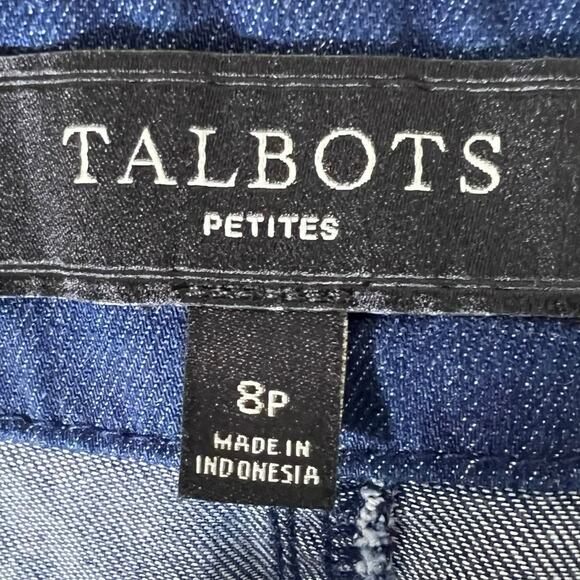 TALBOTS
PETITES
8P
MADE IN
INDONESIA